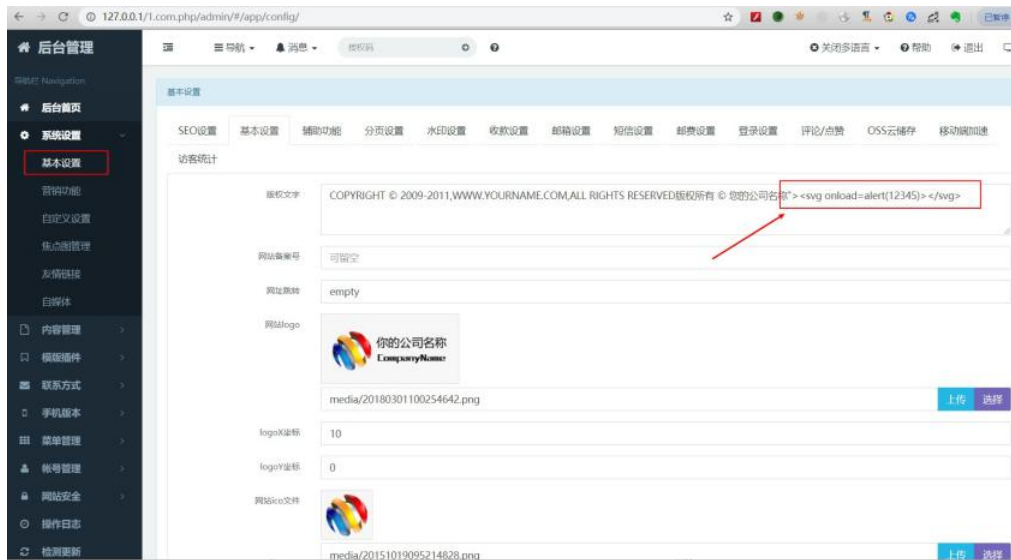 127.0.0.1/1.com.php/admin/#/app/config/
已暂停
后台管理
导航
消息
授权码
关闭多语言
帮助
退出
导航栏 Navigation
基本设置
后台首页
系统设置
SEO设置 基本设置 辅助功能 分页设置 水印设置 收款设置 邮箱设置 短信设置 邮费设置 登录设置 评论/点赞 OSS云储存 移动端加速
基本设置
访客统计
营销功能
版权文字
COPYRIGHT © 2009-2011,WWW.YOURNAME.COM,ALL RIGHTS RESERVED版权所有 © 您的公司名称"><svg onload=alert(12345)></svg>
自定义设置
焦点图管理
网站备案号
可留空
友情链接
网址跳转
empty
自媒体
网站logo
你的公司名称
CompanyName
内容管理
模版插件
联系方式
media/20180301100254642.png
上传 选择
手机版本
logoX坐标
10
菜单管理
帐号管理
logoY坐标
0
网站安全
网站ico文件
操作日志
检测更新
media/20151019095214828.png
上传 选择